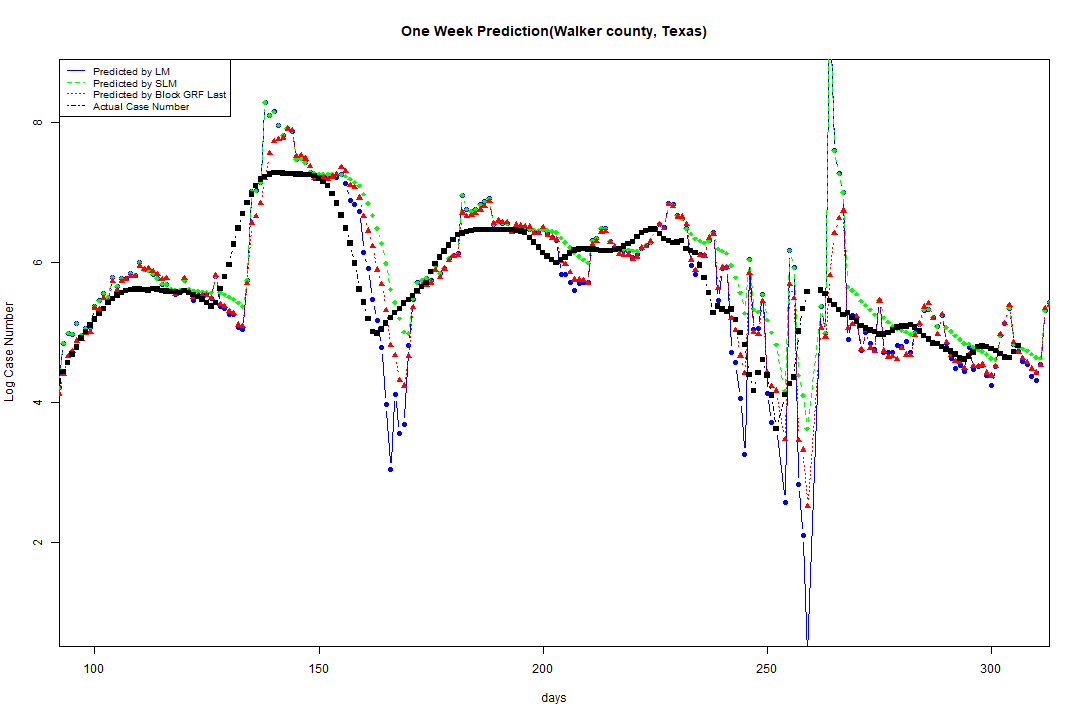 One Week Prediction(Walker county, Texas)
Predicted by LM
Predicted by SLM
Predicted by Block GRF Last
Actual Case Number
8
6
4
2
Log Case Number
100 150 200 250 300
days